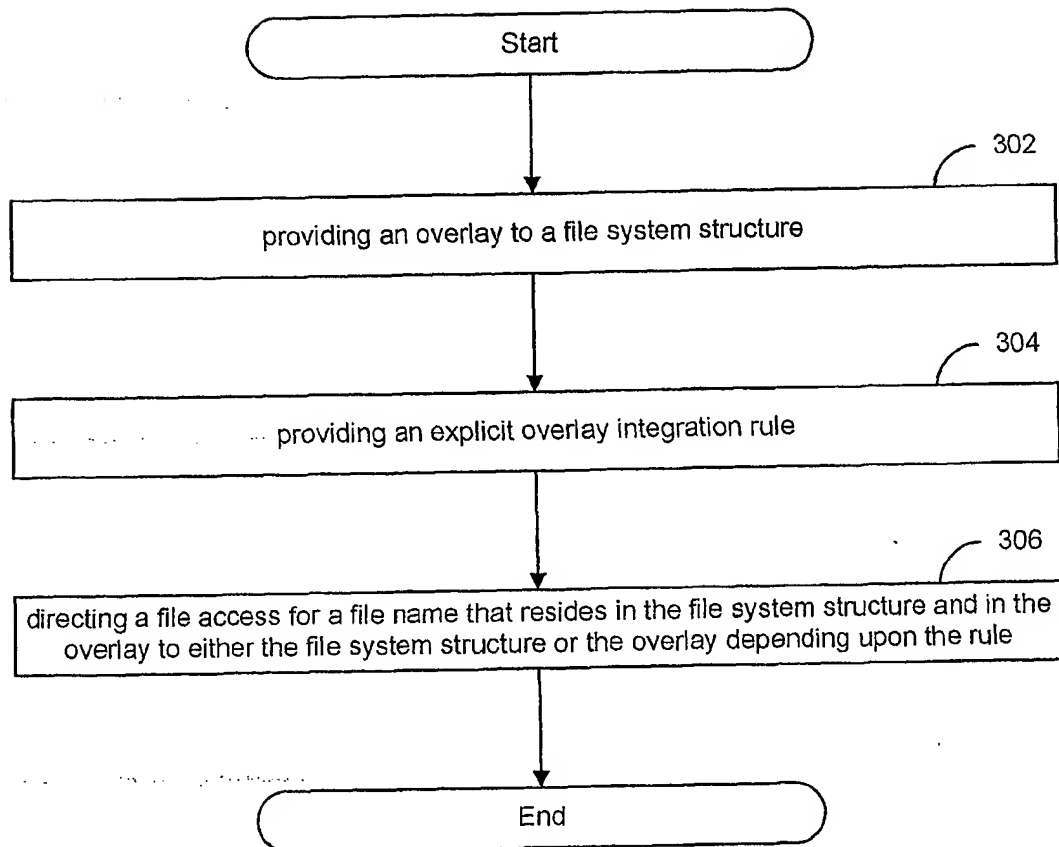 Start
302
providing an overlay to a file system structure
304
providing an explicit overlay integration rule
306
directing a file access for a file name that resides in the file system structure and in the
overlay to either the file system structure or the overlay depending upon the rule
End